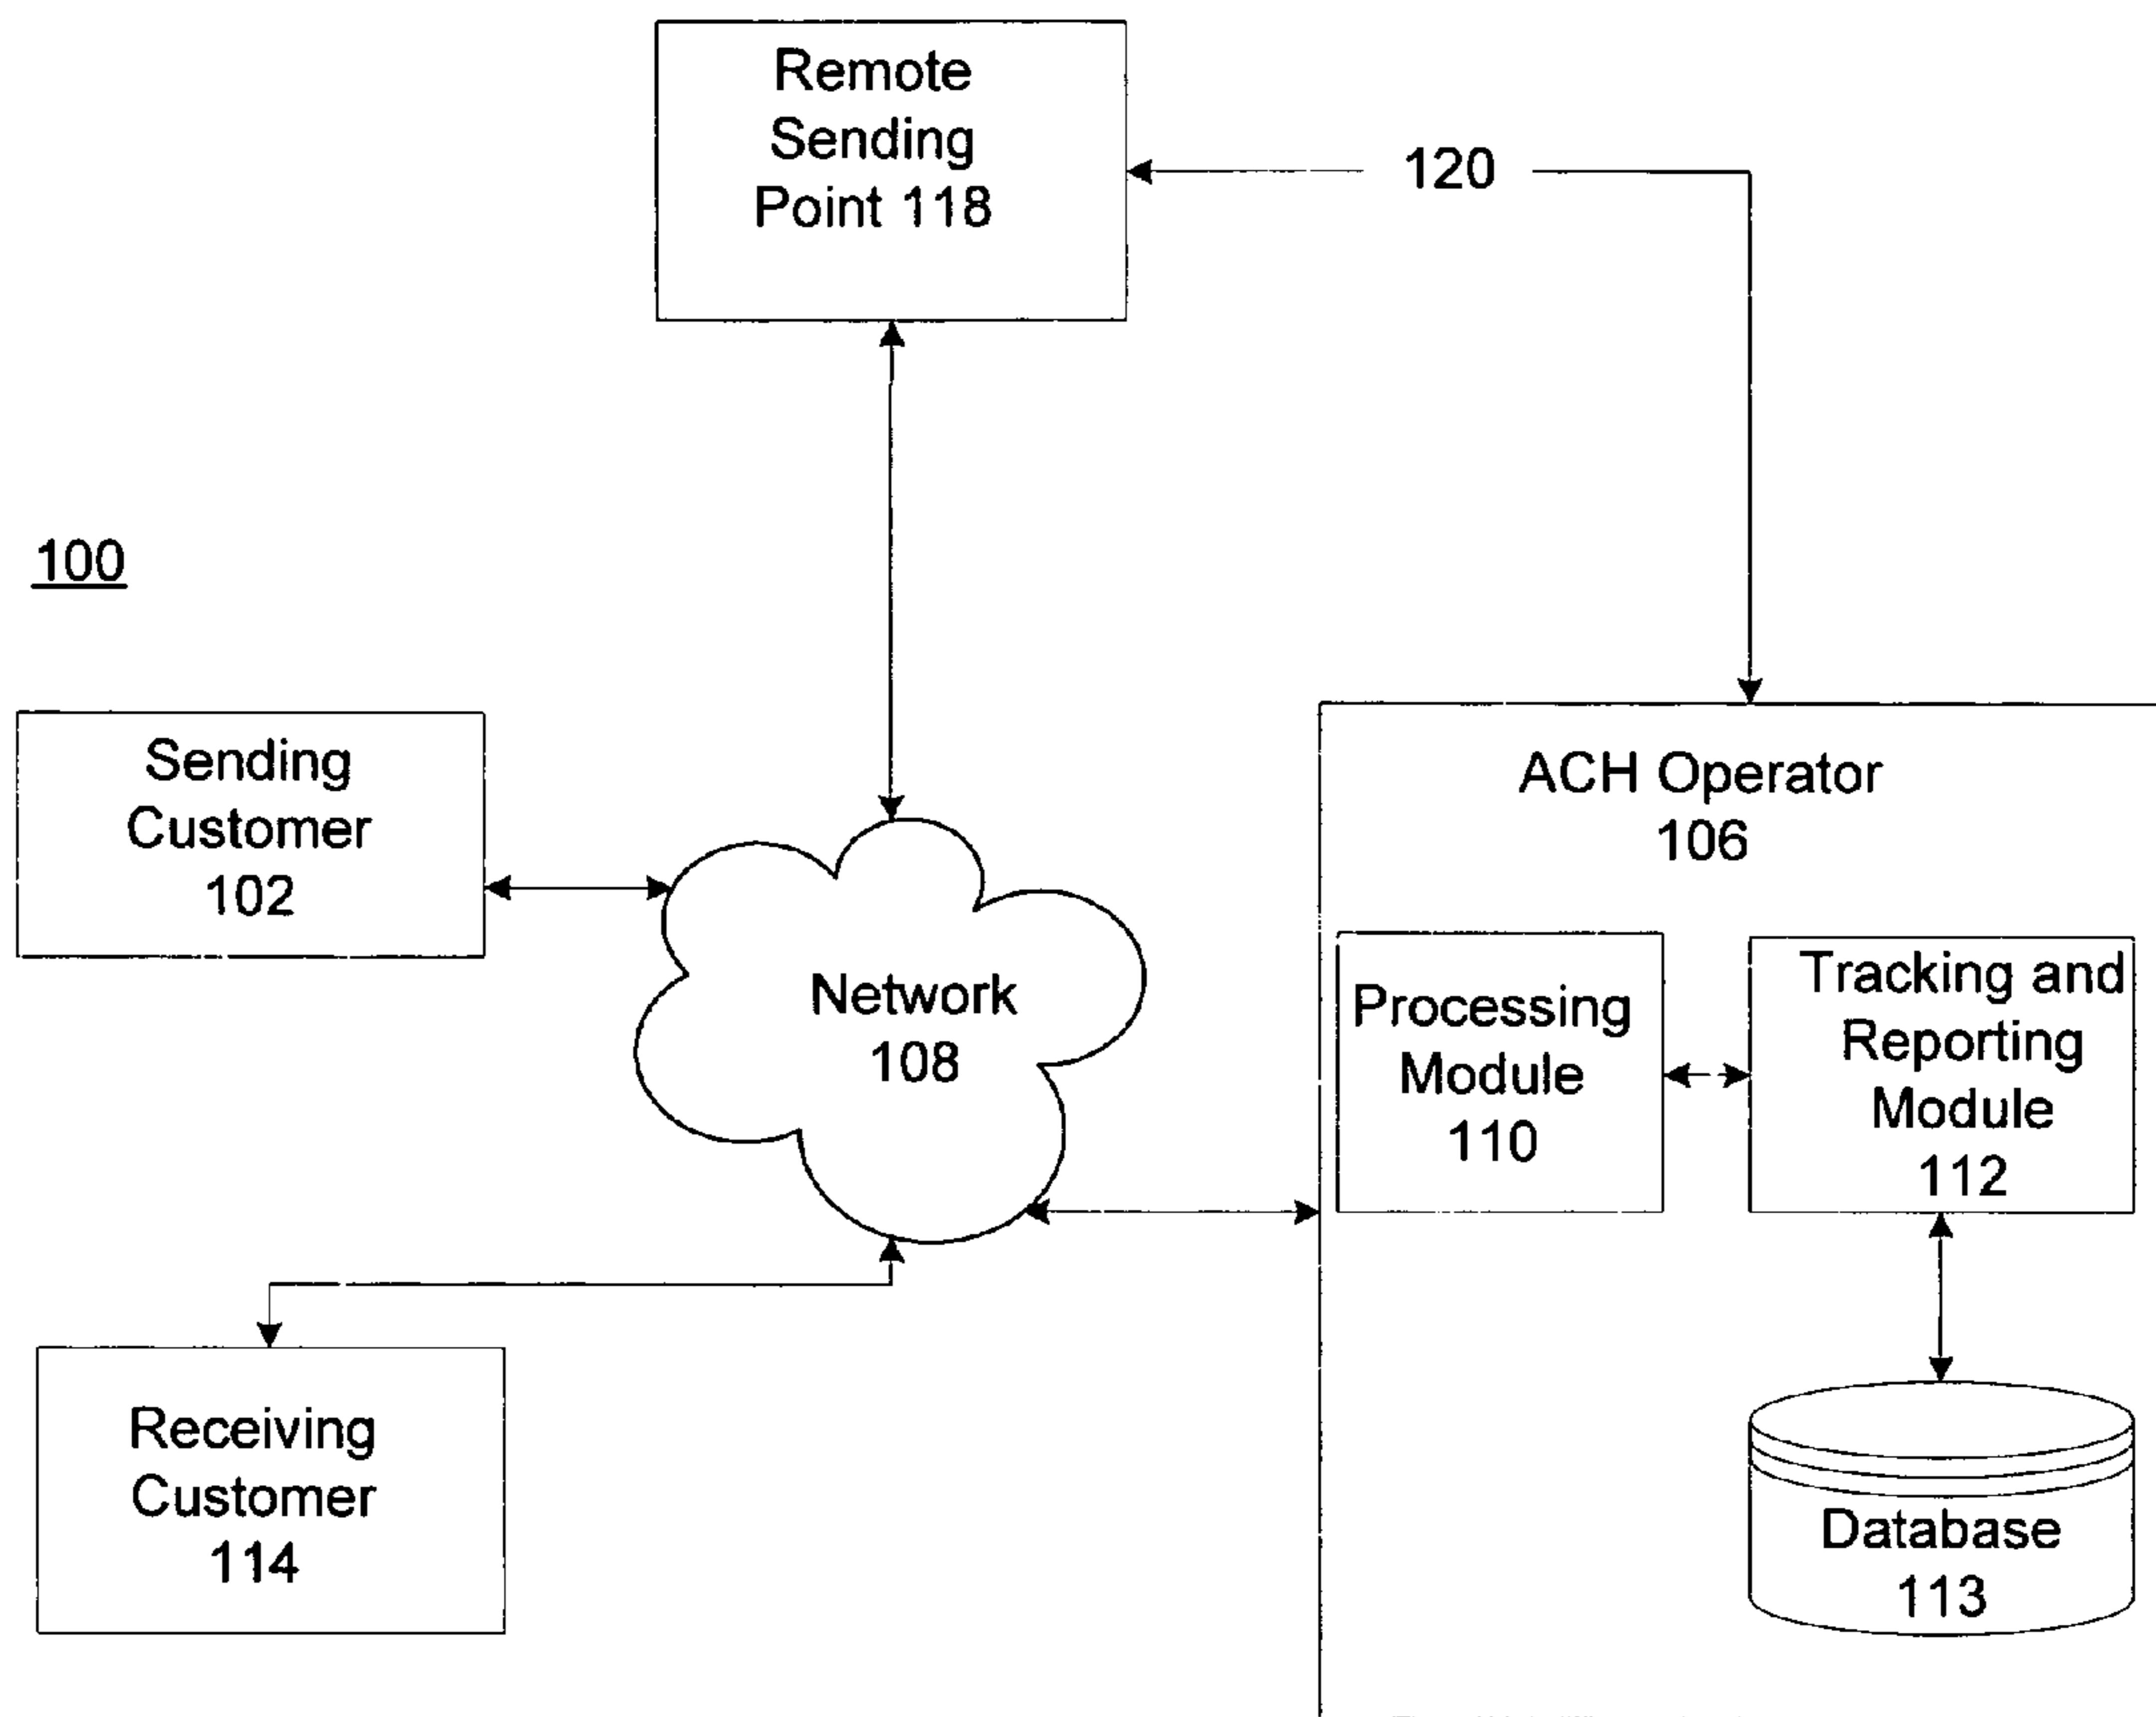 Remote
Sending
Point 118
120
100
Sending
Customer
102
ACH Operator
106
Network
108
Processing
Module
110
Tracking and
Reporting
Module
112
Receiving
Customer
114
Database
113